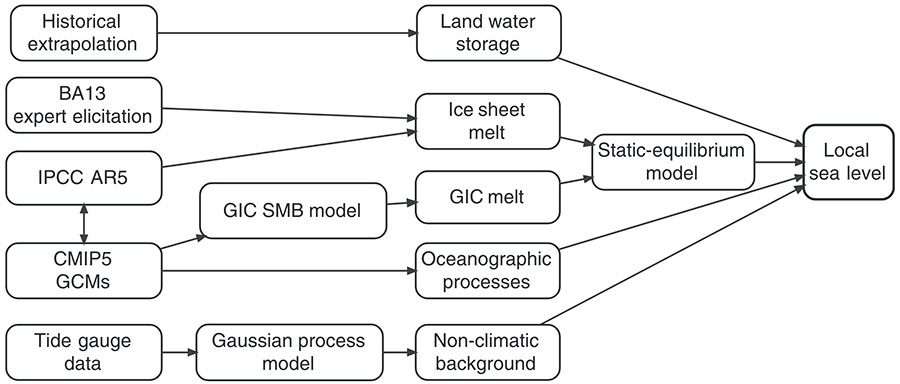 Historical
extrapolation
Land water
storage
BA13
expert elicitation
Ice sheet
melt
Static-equilibrium
model
Local
sea level
IPCC AR5
GIC SMB model
GIC melt
CMIP5
GCMs
Oceanographic
processes
Tide gauge
data
Gaussian process
model
Non-climatic
background